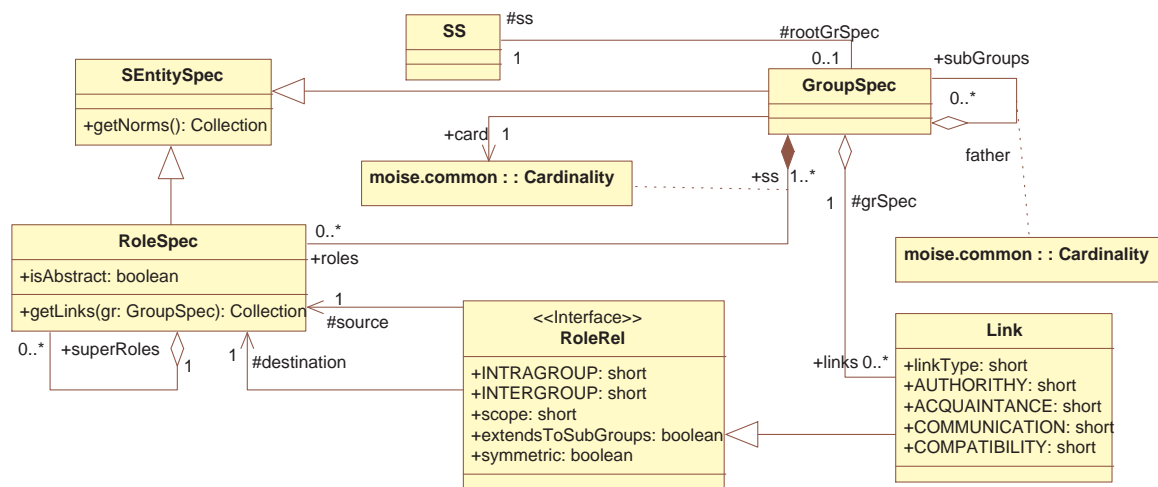 #ss
SS
#rootGrSpec
1
0..1
+subGroups
SEntitySpec
GroupSpec
0..*
+getNorms(): Collection
+card
1
father
moise.common : : Cardinality
+ss
1..*
1
#grSpec
RoleSpec
0..*
+roles
moise.common : : Cardinality
+isAbstract: boolean
+getLinks(gr: GroupSpec): Collection
1
#source
<<Interface>>
RoleRel
Link
0..*
+superRoles
1
1
#destination
+links
0..*
+linkType: short
+AUTHORITHY: short
+ACQUAINTANCE: short
+COMMUNICATION: short
+COMPATIBILITY: short
+INTRAGROUP: short
+INTERGROUP: short
+scope: short
+extendsToSubGroups: boolean
+symmetric: boolean